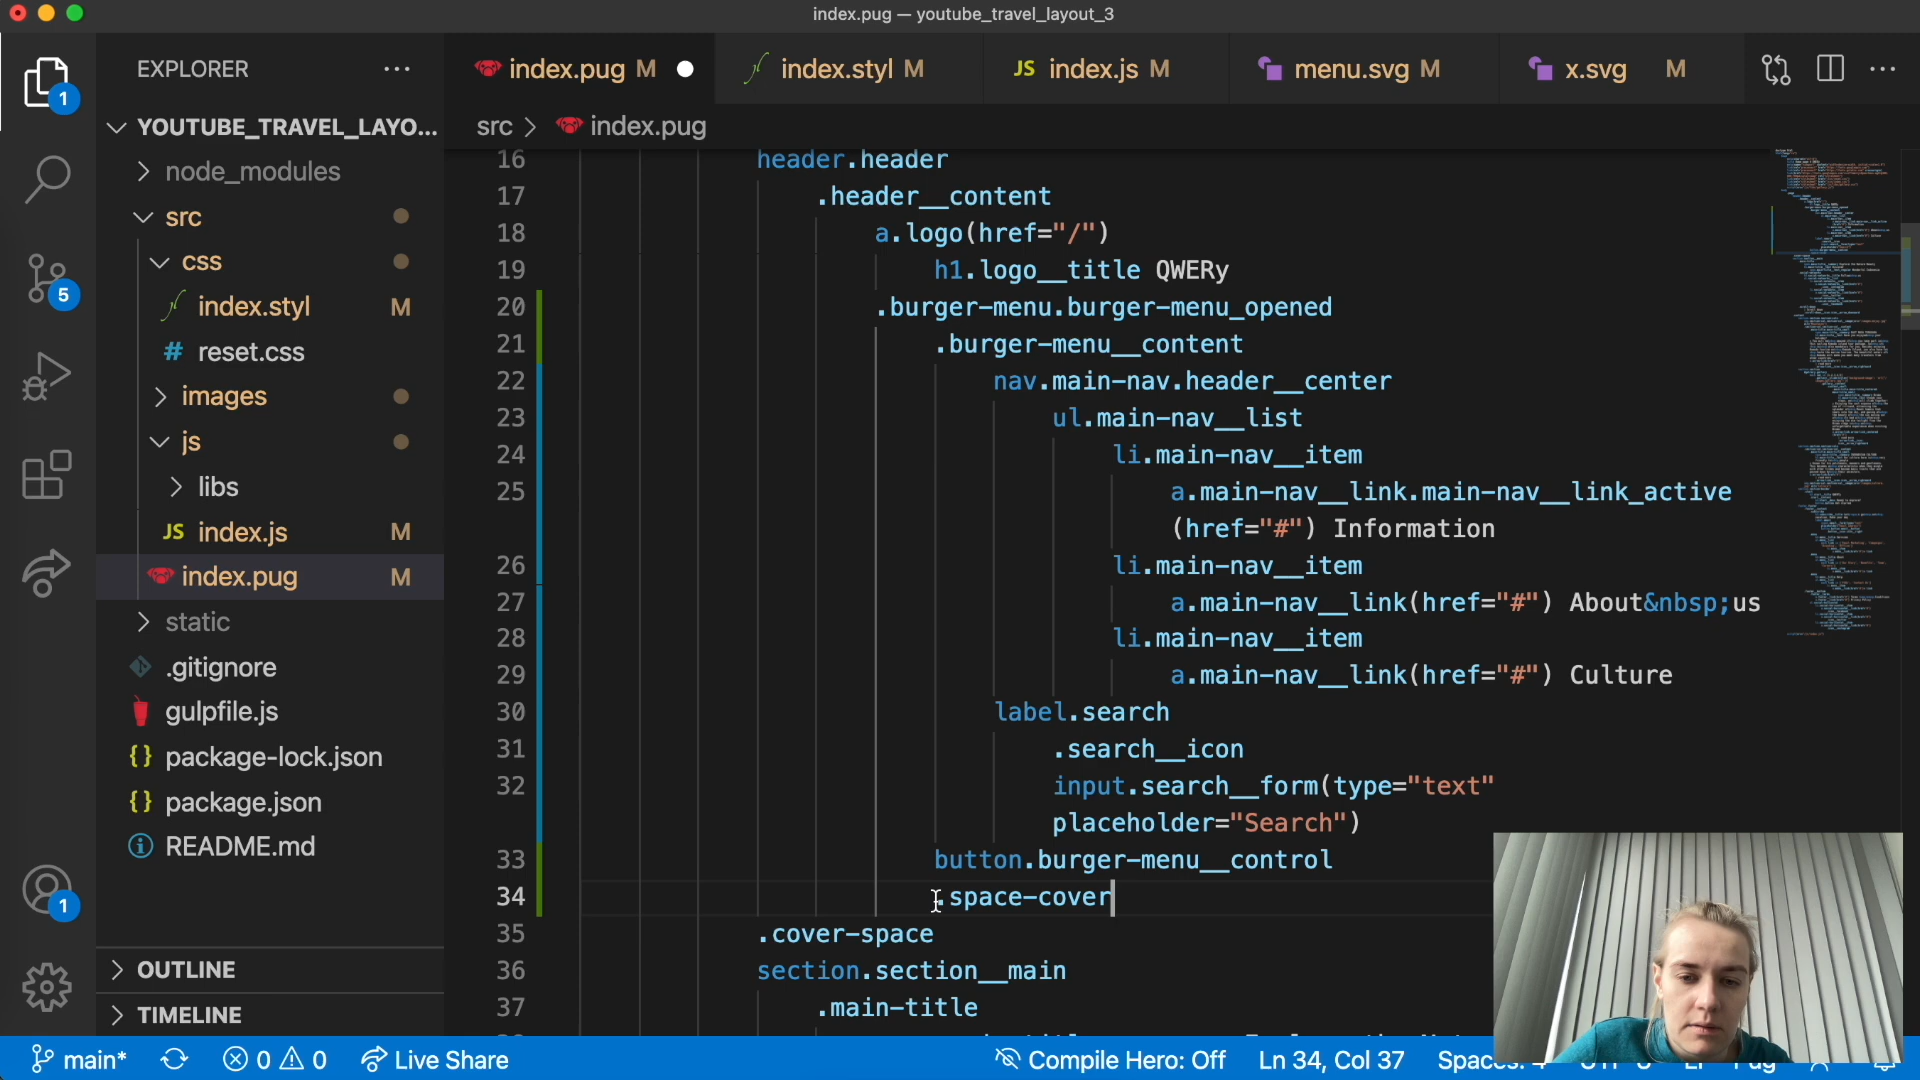 index.pug — youtube_travel_layout_3
EXPLORER
index.pug M
index.styl M
index.js M
menu.svg M
x.svg M
YOUTUBE_TRAVEL_LAYO...
src > index.pug
node_modules
src
css
index.styl M
reset.css
images
js
libs
index.js M
index.pug M
static
.gitignore
gulpfile.js
package-lock.json
package.json
README.md
OUTLINE
TIMELINE
1
5
1
16 header.header
17 .header__content
18 a.logo(href="/")
19 h1.logo__title QWERy
20 .burger-menu.burger-menu_opened
21 .burger-menu__content
22 nav.main-nav.header__center
23 ul.main-nav__list
24 li.main-nav__item
25 a.main-nav__link.main-nav__link_active
(href="#") Information
26 li.main-nav__item
27 a.main-nav__link(href="#") About&nbsp;us
28 li.main-nav__item
29 a.main-nav__link(href="#") Culture
30 label.search
31 .search__icon
32 input.search__form(type="text"
placeholder="Search")
33 button.burger-menu__control
34 .space-cover
35 .cover-space
36 section.section__main
37 .main-title
main* 0 0 Live Share
Compile Hero: Off Ln 34, Col 37